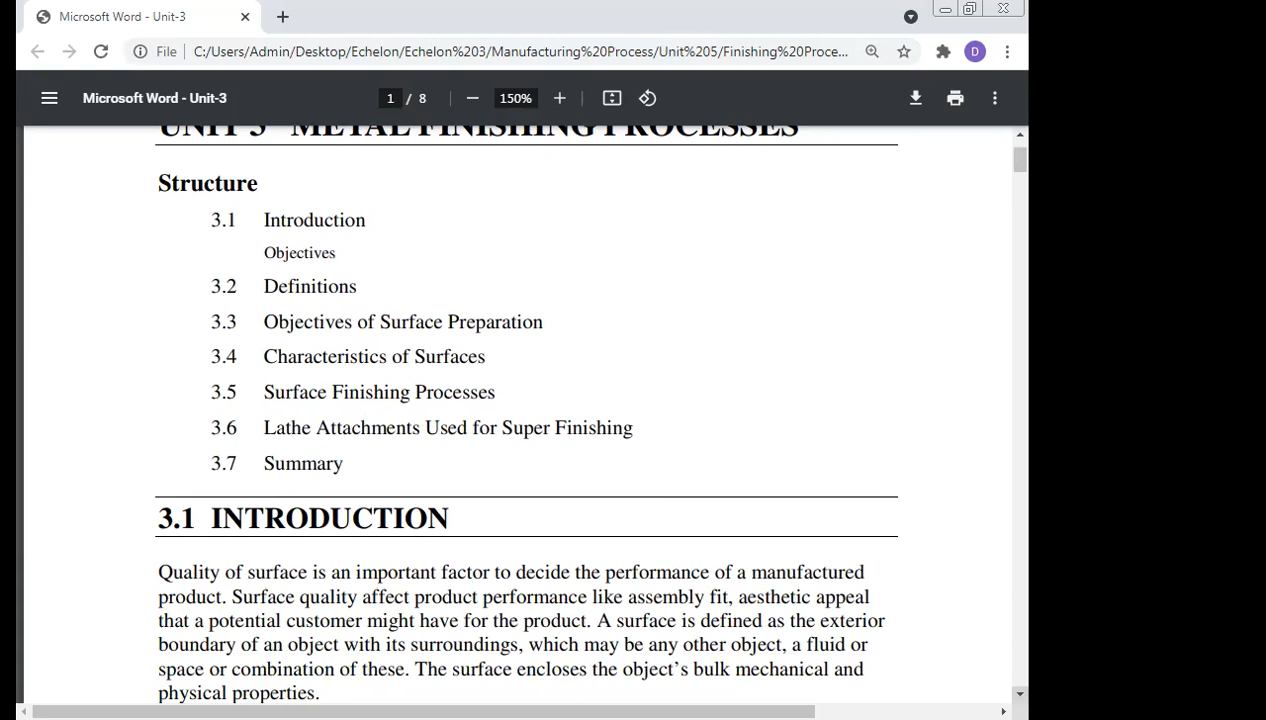 Microsoft Word - Unit-3
File C:/Users/Admin/Desktop/Echelon/Echelon%203/Manufacturing%20Process/Unit%205/Finishing%20Proce... D
Microsoft Word - Unit-3 1 / 8 150%
UNIT 3 METAL FINISHING PROCESSES
Structure
3.1 Introduction
Objectives
3.2 Definitions
3.3 Objectives of Surface Preparation
3.4 Characteristics of Surfaces
3.5 Surface Finishing Processes
3.6 Lathe Attachments Used for Super Finishing
3.7 Summary
3.1 INTRODUCTION
Quality of surface is an important factor to decide the performance of a manufactured
product. Surface quality affect product performance like assembly fit, aesthetic appeal
that a potential customer might have for the product. A surface is defined as the exterior
boundary of an object with its surroundings, which may be any other object, a fluid or
space or combination of these. The surface encloses the object’s bulk mechanical and
physical properties.